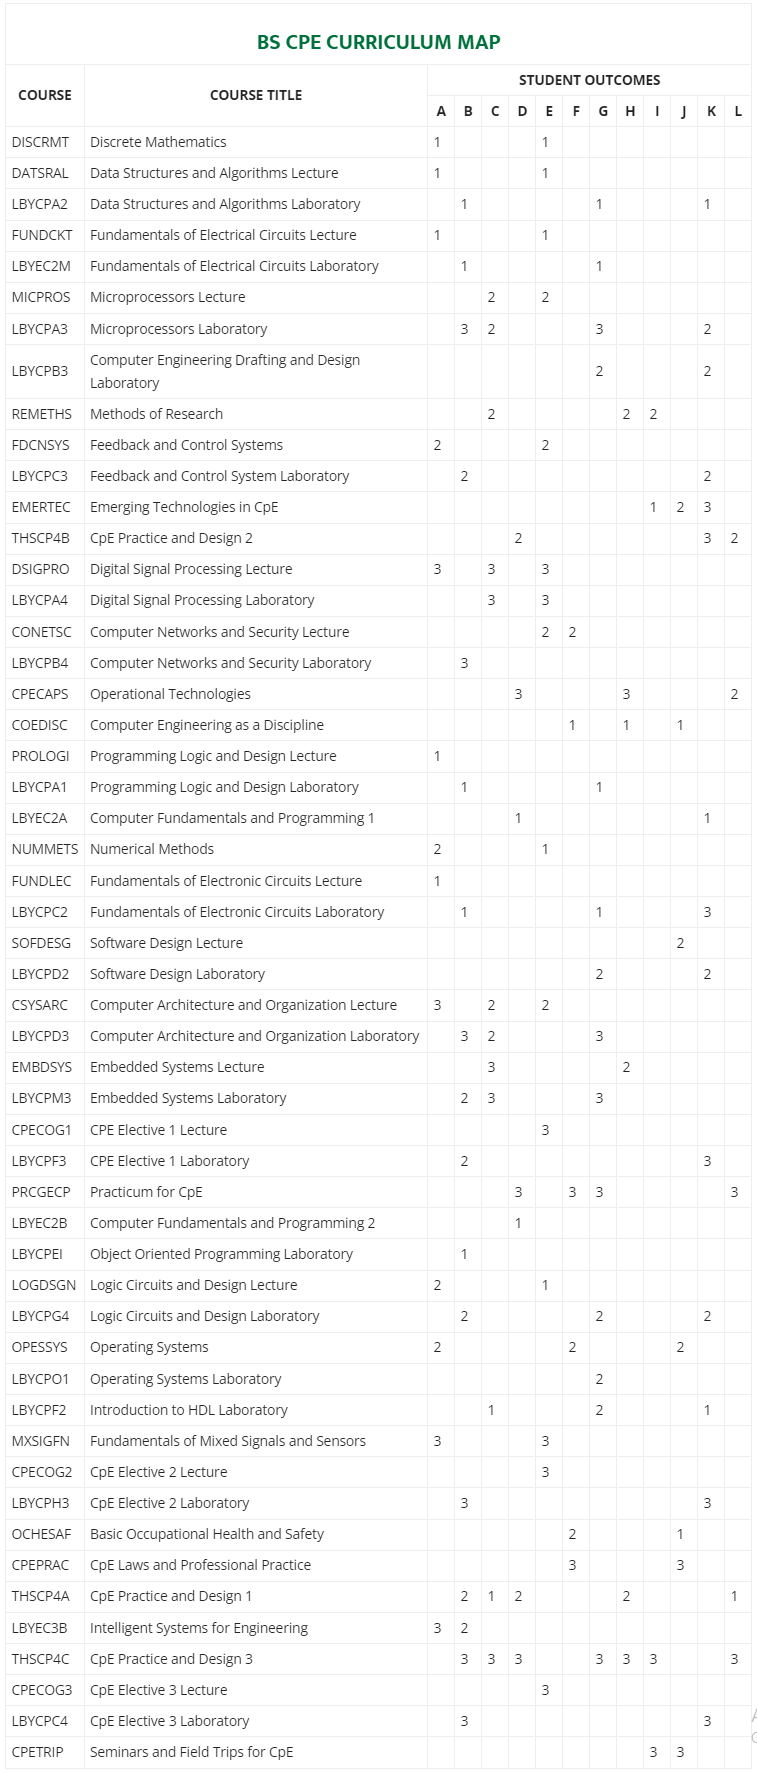 BS CPE CURRICULUM MAP
COURSE COURSE TITLE STUDENT OUTCOMES
A B C D E F G H I J K L
DISCRMT Discrete Mathematics 1 1
DATSRAL Data Structures and Algorithms Lecture 1 1
LBYCPA2 Data Structures and Algorithms Laboratory 1 1 1
FUNDCKT Fundamentals of Electrical Circuits Lecture 1 1
LBYEC2M Fundamentals of Electrical Circuits Laboratory 1 1
MICPROS Microprocessors Lecture 2 2
LBYCPA3 Microprocessors Laboratory 3 2 3 2
LBYCPB3 Computer Engineering Drafting and Design
Laboratory 2 2
REMETHS Methods of Research 2 2 2
FDCNSYS Feedback and Control Systems 2 2
LBYCPC3 Feedback and Control System Laboratory 2 2
EMERTEC Emerging Technologies in CpE 1 2 3
THSCP4B CpE Practice and Design 2 2 3 2
DSIGPRO Digital Signal Processing Lecture 3 3 3
LBYCPA4 Digital Signal Processing Laboratory 3 3
CONETSC Computer Networks and Security Lecture 2 2
LBYCPB4 Computer Networks and Security Laboratory 3
CPECAPS Operational Technologies 3 3 2
COEDISC Computer Engineering as a Discipline 1 1 1
PROLOGI Programming Logic and Design Lecture 1
LBYCPA1 Programming Logic and Design Laboratory 1 1
LBYEC2A Computer Fundamentals and Programming 1 1 1
NUMMETS Numerical Methods 2 1
FUNDLEC Fundamentals of Electronic Circuits Lecture 1
LBYCPC2 Fundamentals of Electronic Circuits Laboratory 1 1 3
SOFDESG Software Design Lecture 2
LBYCPD2 Software Design Laboratory 2 2
CSYSARC Computer Architecture and Organization Lecture 3 2 2
LBYCPD3 Computer Architecture and Organization Laboratory 3 2 3
EMBDSYS Embedded Systems Lecture 3 2
LBYCPM3 Embedded Systems Laboratory 2 3 3
CPECOG1 CPE Elective 1 Lecture 3
LBYCPF3 CPE Elective 1 Laboratory 2 3
PRCGECP Practicum for CpE 3 3 3 3
LBYEC2B Computer Fundamentals and Programming 2 1
LBYCPEI Object Oriented Programming Laboratory 1
LOGDSGN Logic Circuits and Design Lecture 2 1
LBYCPG4 Logic Circuits and Design Laboratory 2 2 2
OPESSYS Operating Systems 2 2 2
LBYCPO1 Operating Systems Laboratory 2
LBYCPF2 Introduction to HDL Laboratory 1 2 1
MXSIGFN Fundamentals of Mixed Signals and Sensors 3 3
CPECOG2 CpE Elective 2 Lecture 3
LBYCPH3 CpE Elective 2 Laboratory 3 3
OCHESAF Basic Occupational Health and Safety 2 1
CPEPRAC CpE Laws and Professional Practice 3 3
THSCP4A CpE Practice and Design 1 2 1 2 2 1
LBYEC3B Intelligent Systems for Engineering 3 2
THSCP4C CpE Practice and Design 3 3 3 3 3 3 3 3
CPECOG3 CpE Elective 3 Lecture 3
LBYCPC4 CpE Elective 3 Laboratory 3 3
CPETRIP Seminars and Field Trips for CpE 3 3